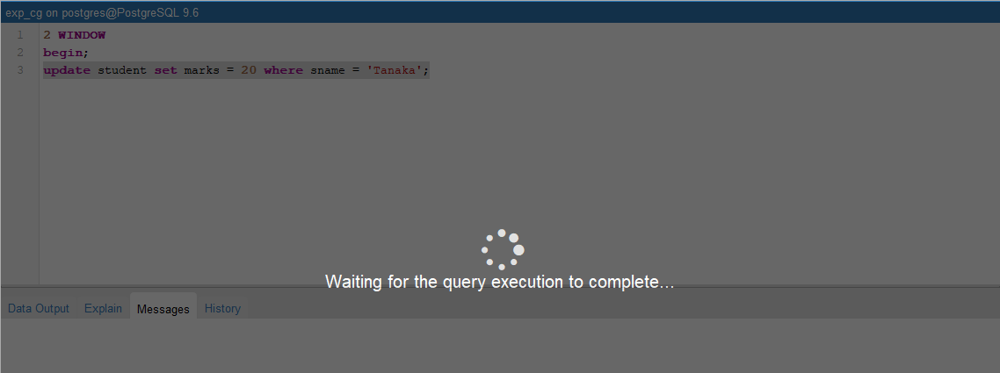 exp_cg on postgres@PostgreSQL 9.6
1 2 WINDOW
2 begin;
3 update student set marks = 20 where sname = 'Tanaka';
Waiting for the query execution to complete...
Data Output Explain Messages History